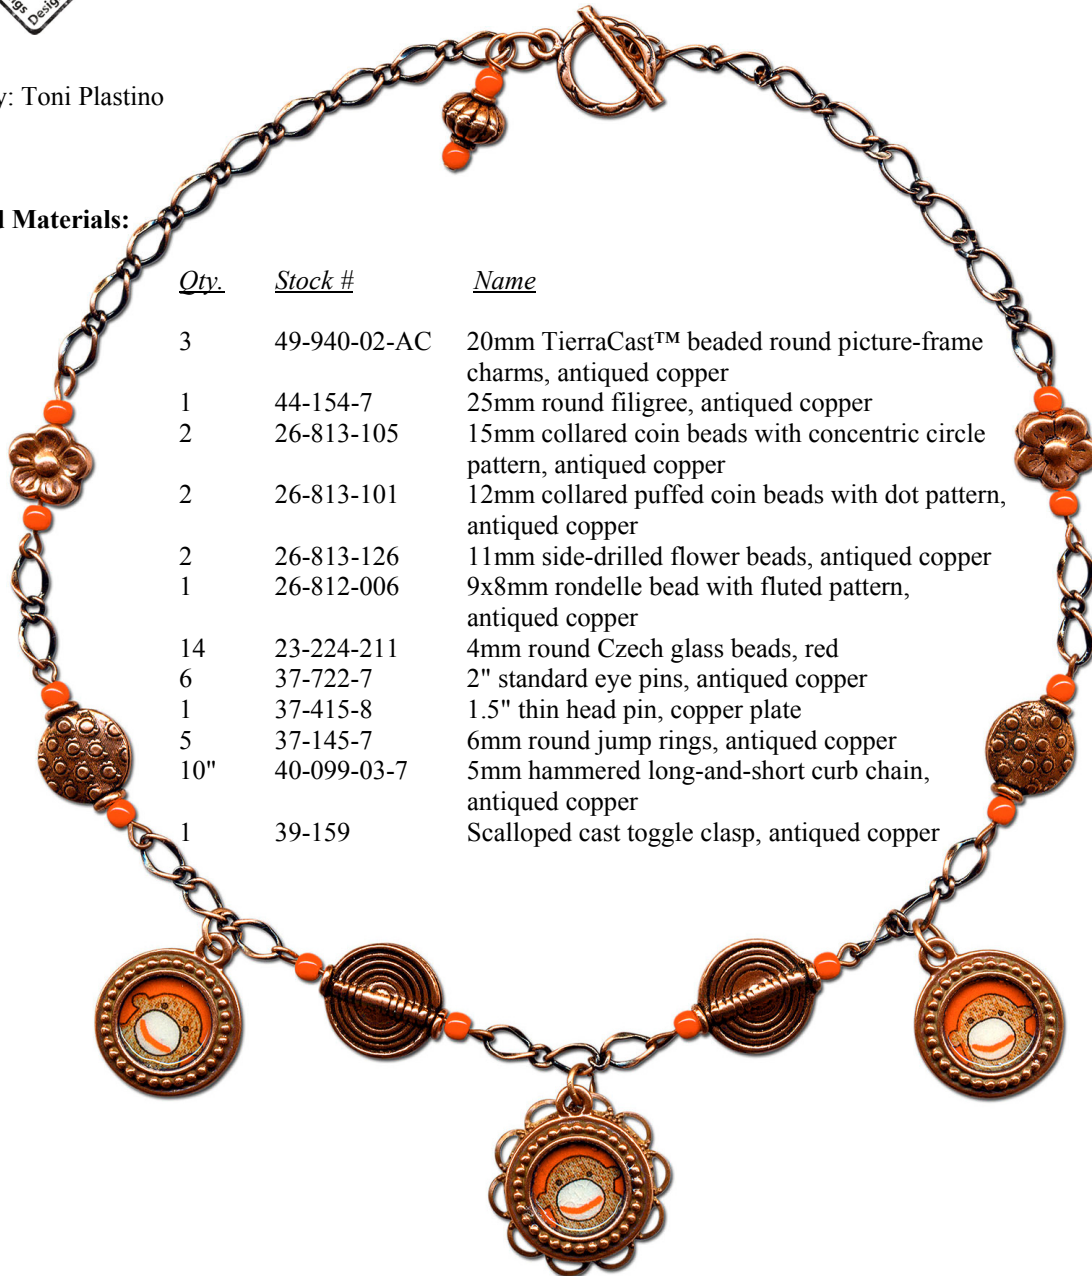 gs Desig
y: Toni Plastino
d Materials:
Qty. Stock # Name
3 49-940-02-AC 20mm TierraCast™ beaded round picture-frame
charms, antiqued copper
1 44-154-7 25mm round filigree, antiqued copper
2 26-813-105 15mm collared coin beads with concentric circle
pattern, antiqued copper
2 26-813-101 12mm collared puffed coin beads with dot pattern,
antiqued copper
2 26-813-126 11mm side-drilled flower beads, antiqued copper
1 26-812-006 9x8mm rondelle bead with fluted pattern,
antiqued copper
14 23-224-211 4mm round Czech glass beads, red
6 37-722-7 2" standard eye pins, antiqued copper
1 37-415-8 1.5" thin head pin, copper plate
5 37-145-7 6mm round jump rings, antiqued copper
10" 40-099-03-7 5mm hammered long-and-short curb chain,
antiqued copper
1 39-159 Scalloped cast toggle clasp, antiqued copper